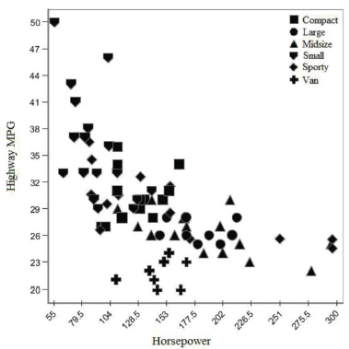 50
47
44
41
38
35
32
29
26
23
20
Highway MPG
Compact
Large
Midsize
Small
Sporty
Van
55 79.5 104 128.5 153 177.5 202 226.5 251 275.5 300
Horsepower